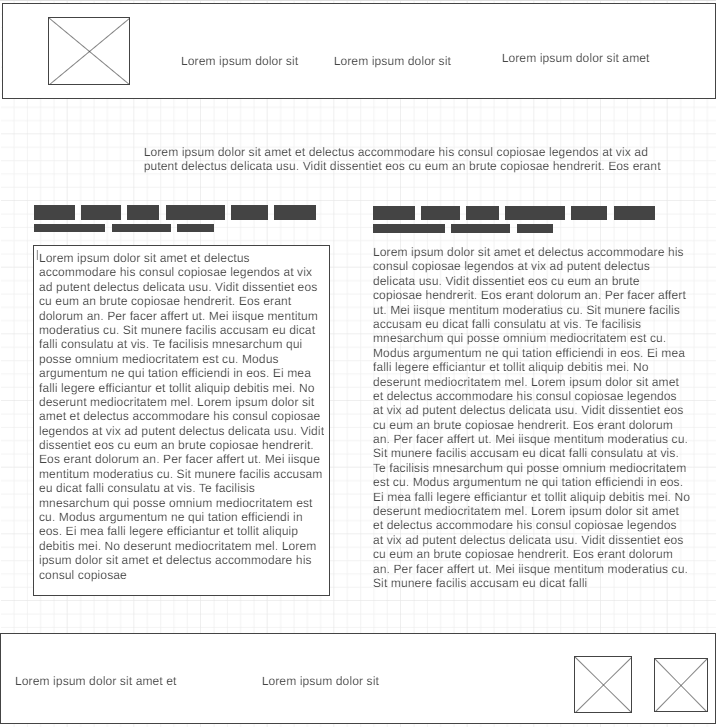 Lorem ipsum dolor sit
Lorem ipsum dolor sit
Lorem ipsum dolor sit amet
Lorem ipsum dolor sit amet et delectus accommodare his consul copiosae legendos at vix ad
putent delectus delicata usu. Vidit dissentiet eos cu eum an brute copiosae hendrerit. Eos erant
Lorem ipsum dolor sit amet et delectus
accommodare his consul copiosae legendos at vix
ad putent delectus delicata usu. Vidit dissentiet eos
cu eum an brute copiosae hendrerit. Eos erant
dolorum an. Per facer affert ut. Mei iisque mentitum
moderatius cu. Sit munere facilis accusam eu dicat
falli consulatu at vis. Te facilisis mnesarchum qui
posse omnium mediocritatem est cu. Modus
argumentum ne qui tation efficiendi in eos. Ei mea
falli legere efficiantur et tollit aliquip debitis mei. No
deserunt mediocritatem mel. Lorem ipsum dolor sit
amet et delectus accommodare his consul copiosae
legendos at vix ad putent delectus delicata usu. Vidit
dissentiet eos cu eum an brute copiosae hendrerit.
Eos erant dolorum an. Per facer affert ut. Mei iisque
mentitum moderatius cu. Sit munere facilis accusam
eu dicat falli consulatu at vis. Te facilisis
mnesarchum qui posse omnium mediocritatem est
cu. Modus argumentum ne qui tation efficiendi in
eos. Ei mea falli legere efficiantur et tollit aliquip
debitis mei. No deserunt mediocritatem mel. Lorem
ipsum dolor sit amet et delectus accommodare his
consul copiosae
Lorem ipsum dolor sit amet et delectus accommodare his
consul copiosae legendos at vix ad putent delectus
delicata usu. Vidit dissentiet eos cu eum an brute
copiosae hendrerit. Eos erant dolorum an. Per facer affert
ut. Mei iisque mentitum moderatius cu. Sit munere facilis
accusam eu dicat falli consulatu at vis. Te facilisis
mnesarchum qui posse omnium mediocritatem est cu.
Modus argumentum ne qui tation efficiendi in eos. Ei mea
falli legere efficiantur et tollit aliquip debitis mei. No
deserunt mediocritatem mel. Lorem ipsum dolor sit amet
et delectus accommodare his consul copiosae legendos
at vix ad putent delectus delicata usu. Vidit dissentiet eos
cu eum an brute copiosae hendrerit. Eos erant dolorum
an. Per facer affert ut. Mei iisque mentitum moderatius cu.
Sit munere facilis accusam eu dicat falli consulatu at vis.
Te facilisis mnesarchum qui posse omnium mediocritatem
est cu. Modus argumentum ne qui tation efficiendi in eos.
Ei mea falli legere efficiantur et tollit aliquip debitis mei. No
deserunt mediocritatem mel. Lorem ipsum dolor sit amet
et delectus accommodare his consul copiosae legendos
at vix ad putent delectus delicata usu. Vidit dissentiet eos
cu eum an brute copiosae hendrerit. Eos erant dolorum
an. Per facer affert ut. Mei iisque mentitum moderatius cu.
Sit munere facilis accusam eu dicat falli
Lorem ipsum dolor sit amet et
Lorem ipsum dolor sit